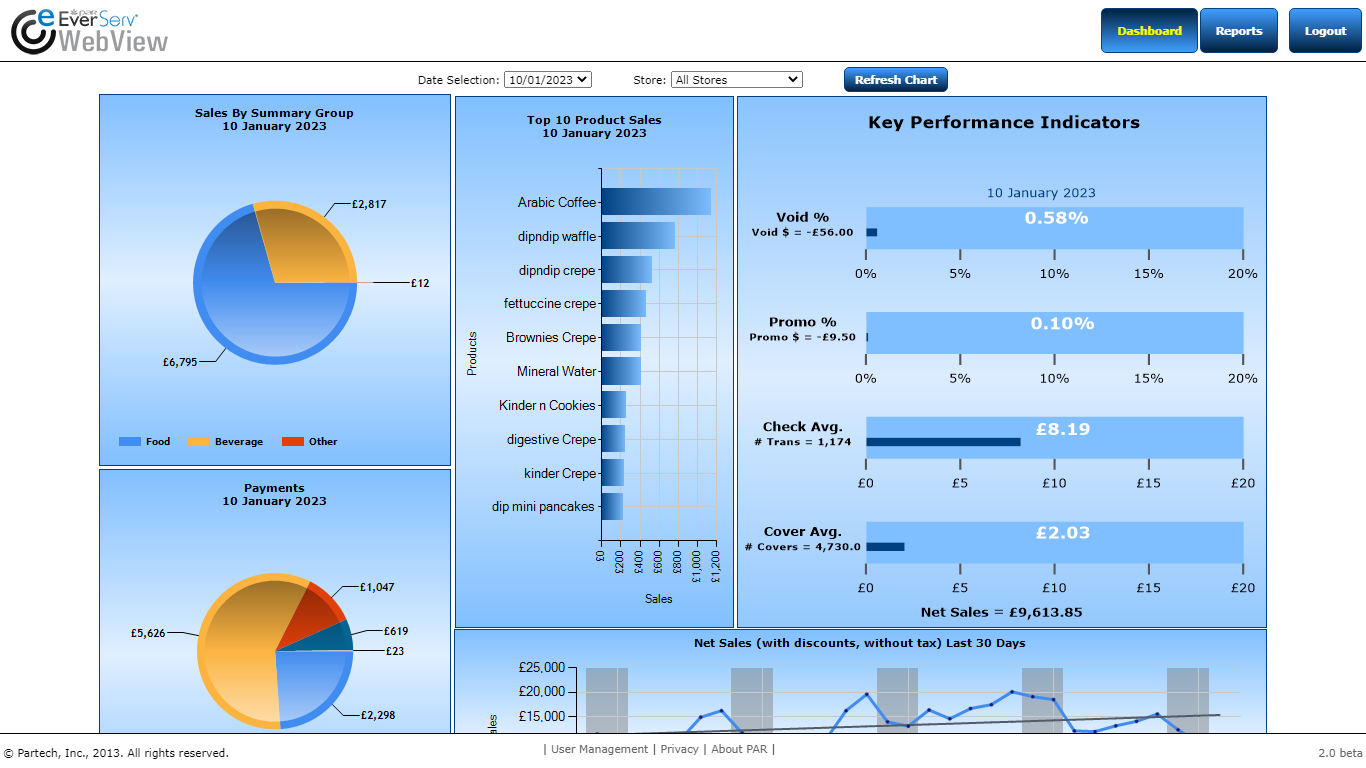 PAR
EverServ
WebView
Dashboard
Reports
Logout
Date Selection: 10/01/2023
Store: All Stores
Refresh Chart
Sales By Summary Group
10 January 2023
£2,817
£12
£6,795
Food
Beverage
Other
Payments
10 January 2023
£1,047
£5,626
£619
£23
£2,298
Top 10 Product Sales
10 January 2023
Products
Arabic Coffee
dipndip waffle
dipndip crepe
fettuccine crepe
Brownies Crepe
Mineral Water
Kinder n Cookies
digestive Crepe
kinder Crepe
dip mini pancakes
£0
£200
£400
£600
£800
£1,000
£1,200
Sales
Key Performance Indicators
10 January 2023
Void %
Void $ = -£56.00
0.58%
0% 5% 10% 15% 20%
Promo %
Promo $ = -£9.50
0.10%
0% 5% 10% 15% 20%
Check Avg.
# Trans = 1,174
£8.19
£0 £5 £10 £15 £20
Cover Avg.
# Covers = 4,730.0
£2.03
£0 £5 £10 £15 £20
Net Sales = £9,613.85
Net Sales (with discounts, without tax) Last 30 Days
£25,000
£20,000
£15,000
© Partech, Inc., 2013. All rights reserved.
| User Management | Privacy | About PAR |
2.0 beta